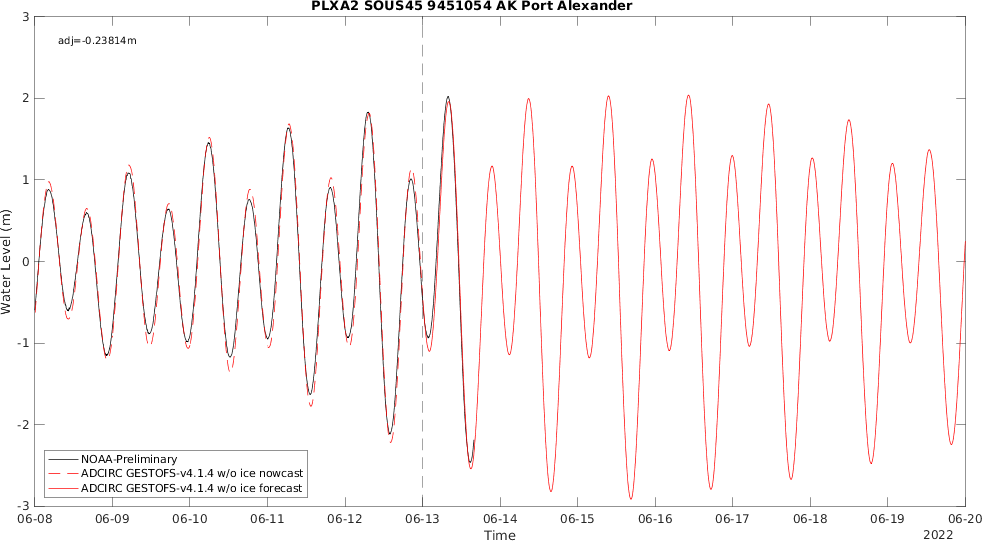 PLXA2 SOUS45 9451054 AK Port Alexander
adj=-0.23814m
3
2
1
0
-1
-2
-3
Water Level (m)
NOAA-Preliminary
ADCIRC GESTOFS-v4.1.4 w/o ice nowcast
ADCIRC GESTOFS-v4.1.4 w/o ice forecast
06-08 06-09 06-10 06-11 06-12 06-13 06-14 06-15 06-16 06-17 06-18 06-19 06-20
Time
2022